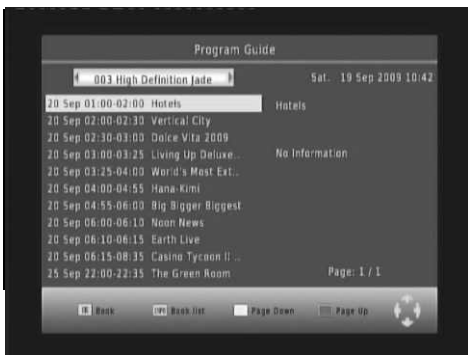 Program Guide
003 High Definition Jade
Sat. 19 Sep 2009 10:42
20 Sep 01:00-02:00 Hotels
Hotels
20 Sep 02:00-02:30 Vertical City
20 Sep 02:30-03:00 Dolce Vita 2009
20 Sep 03:00-03:25 Living Up Deluxe..
No Information
20 Sep 03:25-04:00 World's Most Ext..
20 Sep 04:00-04:55 Hana-Kimi
20 Sep 04:55-06:00 Big Bigger Biggest
20 Sep 06:00-06:10 Noon News
20 Sep 06:10-06:15 Earth Live
20 Sep 06:15-08:35 Casino Tycoon II ..
25 Sep 22:00-22:35 The Green Room
Page: 1/1
OK Book
INFO Book list
Page Down
Page Up